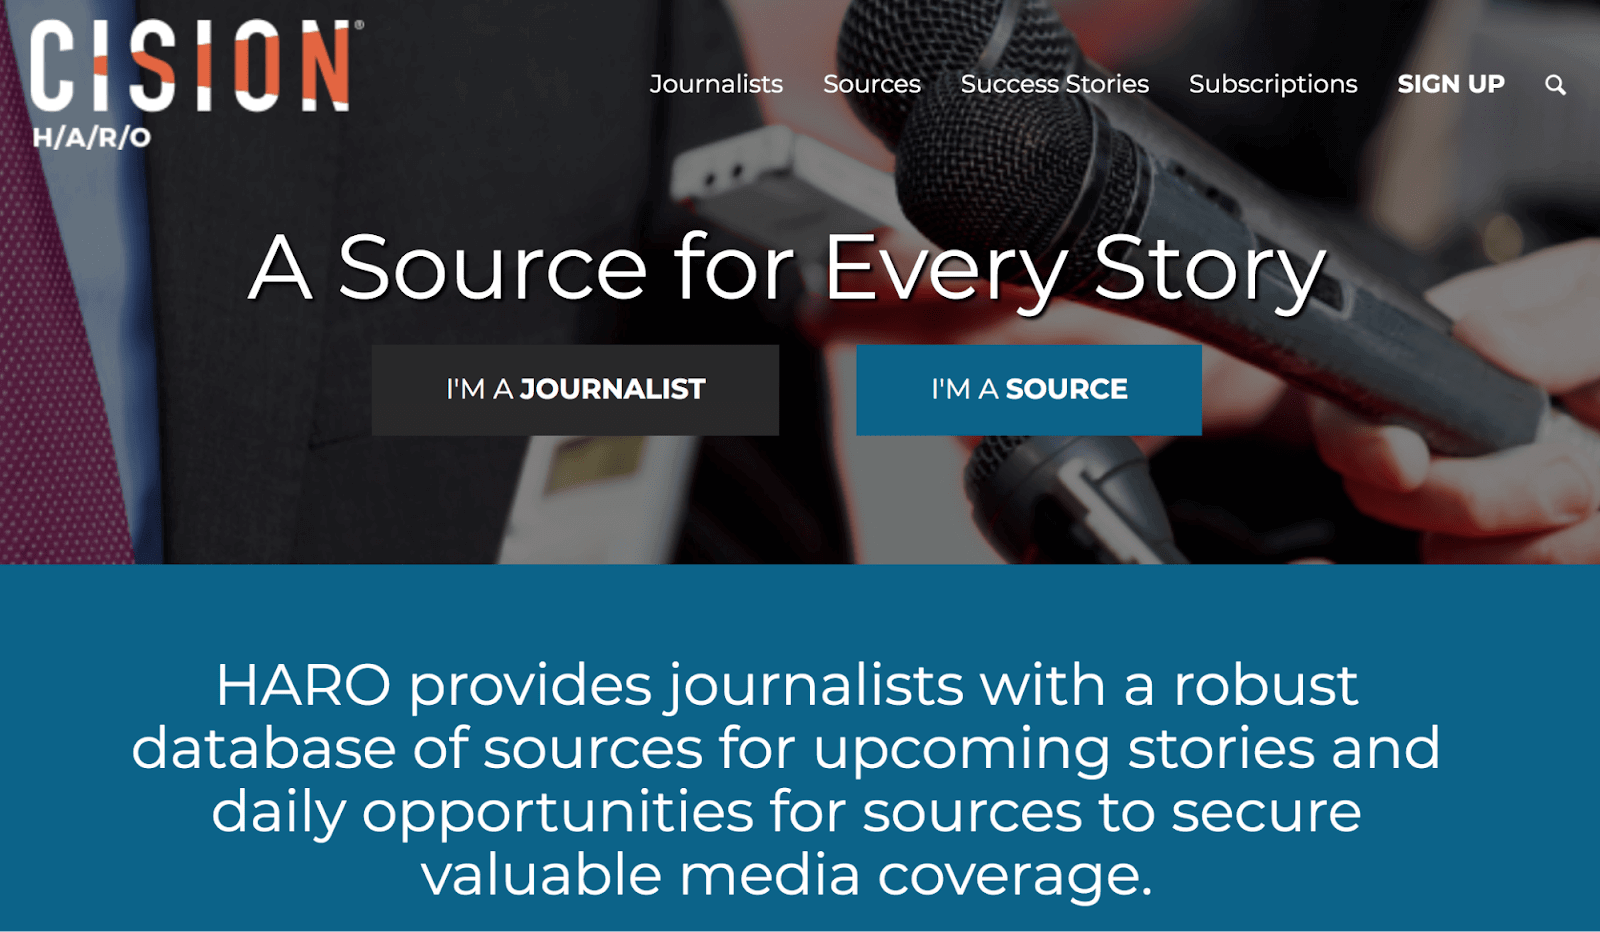 CISION®
H/A/R/O
Journalists Sources Success Stories Subscriptions SIGN UP
A Source for Every Story
I'M A JOURNALIST
I'M A SOURCE
HARO provides journalists with a robust
database of sources for upcoming stories and
daily opportunities for sources to secure
valuable media coverage.